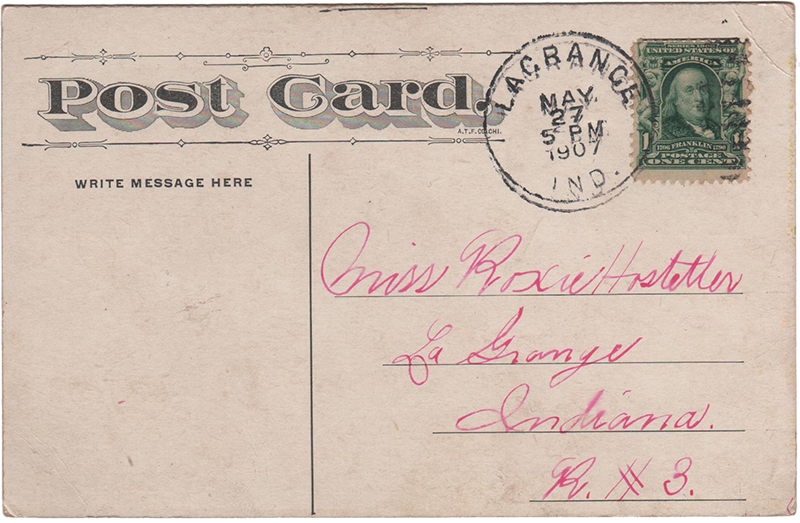 Post Card.
A.T.F. CO. CHI.
WRITE MESSAGE HERE
LAGRANGE
MAY
27
5 PM
1907
IND.
UNITED STATES OF
AMERICA
1706 FRANKLIN 1790
1
POSTAGE
ONE CENT
Miss Roxie Hostetler
La Grange
Indiana.
R. # 3.